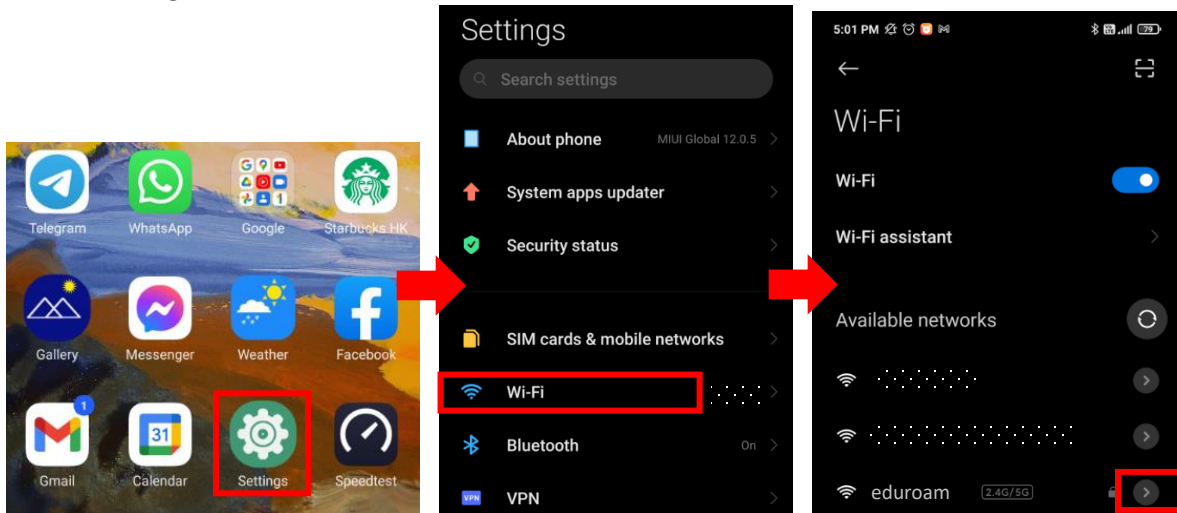 Telegram
WhatsApp
Google
Starbucks HK
Gallery
Messenger
Weather
Facebook
1
31
Gmail
Calendar
Settings
Speedtest
Settings
Search settings
About phone MIUI Global 12.0.5
System apps updater
Security status
SIM cards & mobile networks
Wi-Fi
Bluetooth On
VPN VPN
5:01 PM 79
Wi-Fi
Wi-Fi
Wi-Fi assistant
Available networks
eduroam 2.4G/5G